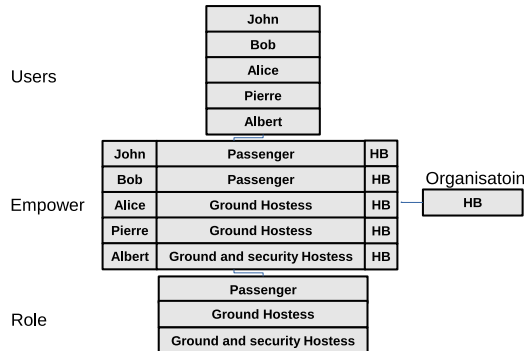 John
Bob
Alice
Pierre
Albert
Users
John Passenger HB
Bob Passenger HB
Alice Ground Hostess HB
Pierre Ground Hostess HB
Albert Ground and security Hostess HB
Empower
Organisatoin
HB
Passenger
Ground Hostess
Ground and security Hostess
Role